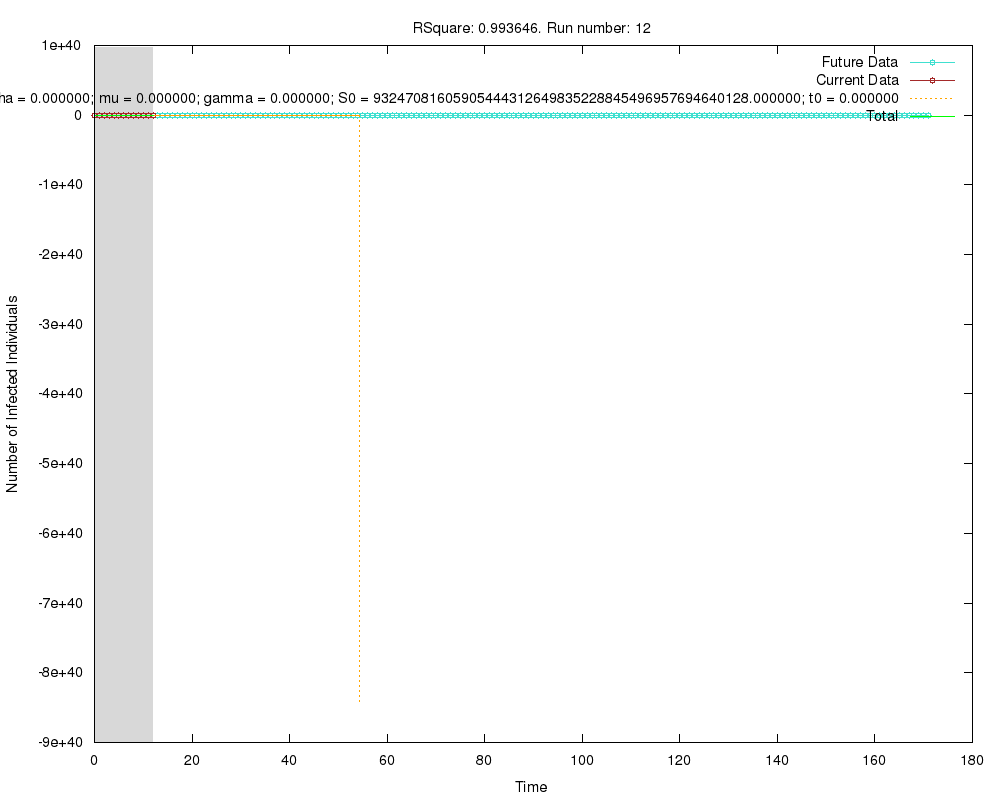 RSquare: 0.993646. Run number: 12
1e+40
Future Data
Current Data
ha = 0.000000; mu = 0.000000; gamma = 0.000000; S0 = 93247081605905444312649835228845496957694640128.000000; t0 = 0.000000
0
Total
-1e+40
-2e+40
-3e+40
-4e+40
-5e+40
-6e+40
-7e+40
-8e+40
-9e+40
Number of Infected Individuals
0 20 40 60 80 100 120 140 160 180
Time